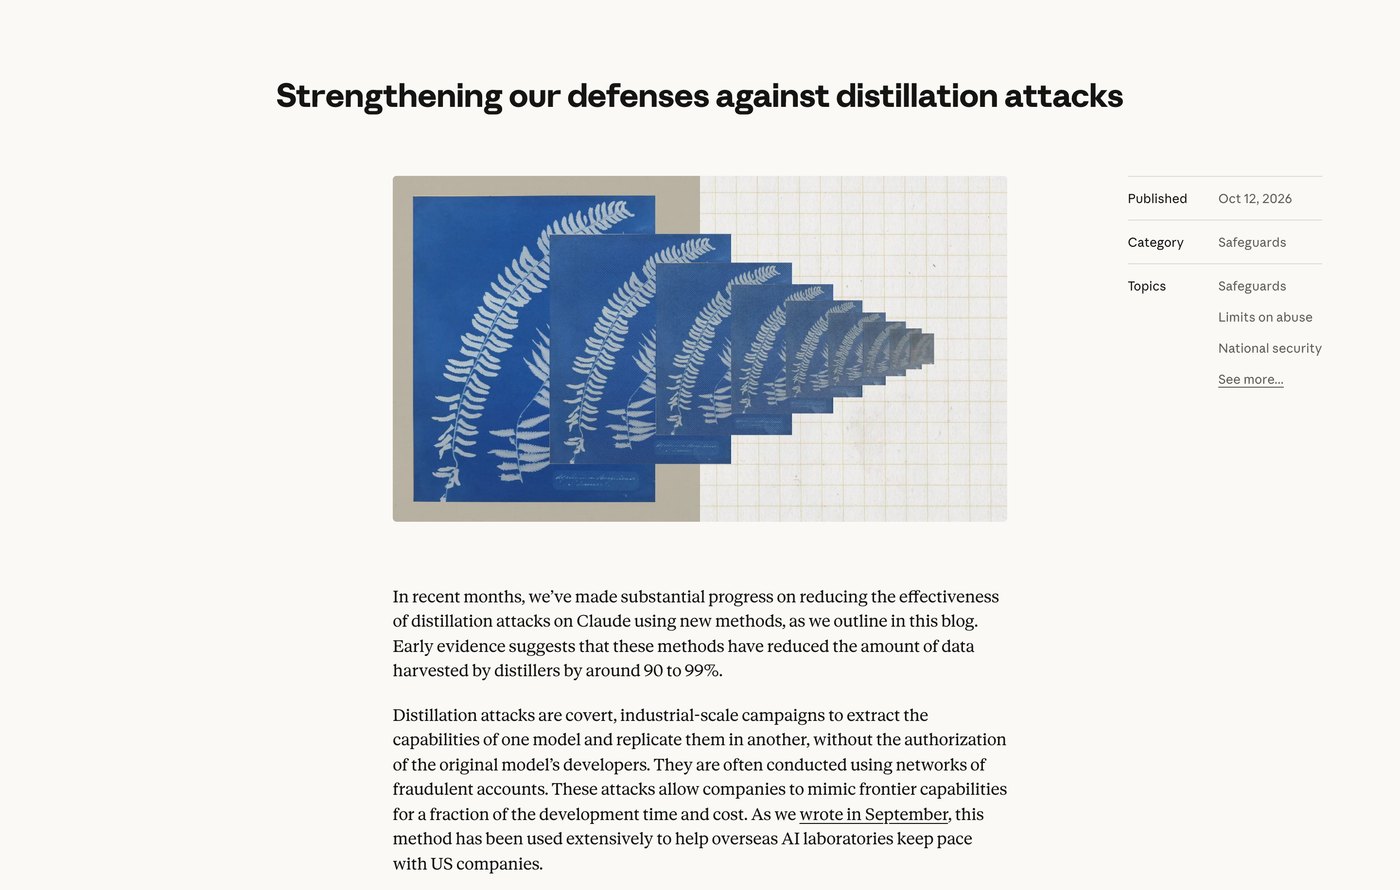 Strengthening our defenses against distillation attacks
Published Oct 12, 2026
Category Safeguards
Topics Safeguards
Limits on abuse
National security
See more...
In recent months, we’ve made substantial progress on reducing the effectiveness
of distillation attacks on Claude using new methods, as we outline in this blog.
Early evidence suggests that these methods have reduced the amount of data
harvested by distillers by around 90 to 99%.
Distillation attacks are covert, industrial-scale campaigns to extract the
capabilities of one model and replicate them in another, without the authorization
of the original model’s developers. They are often conducted using networks of
fraudulent accounts. These attacks allow companies to mimic frontier capabilities
for a fraction of the development time and cost. As we wrote in September, this
method has been used extensively to help overseas AI laboratories keep pace
with US companies.